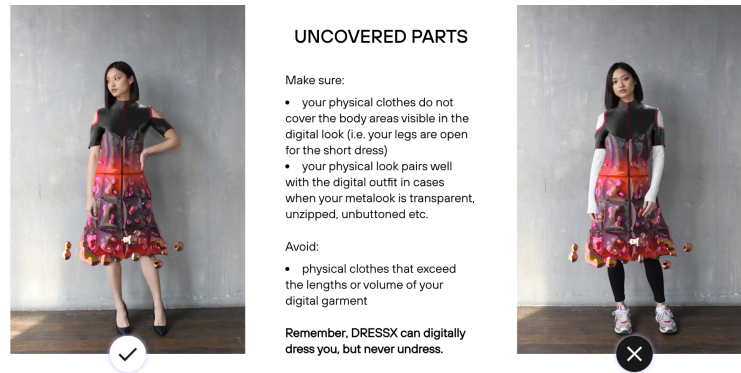 UNCOVERED PARTS
Make sure:
• your physical clothes do not
cover the body areas visible in the
digital look (i.e. your legs are open
for the short dress)
• your physical look pairs well
with the digital outfit in cases
when your metalook is transparent,
unzipped, unbuttoned etc.
Avoid:
• physical clothes that exceed
the lengths or volume of your
digital garment
Remember, DRESSX can digitally
dress you, but never undress.